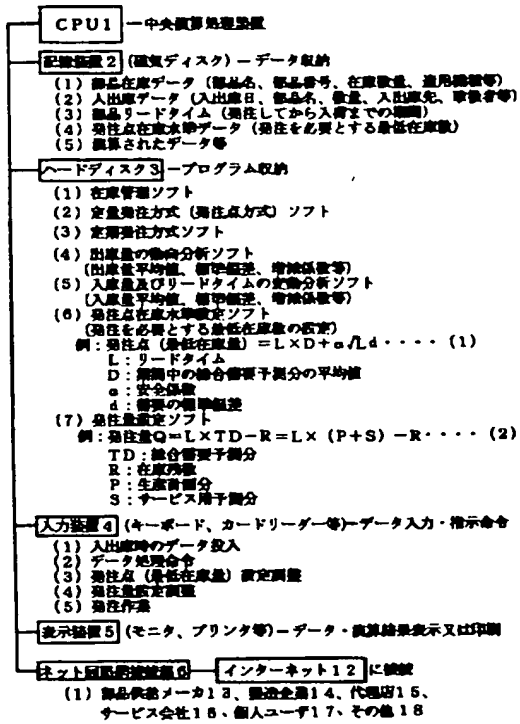 CPU1 ー中央演算処理装置
記憶装置2 (磁気ディスク) ーデータ収納
(1) 部品在庫データ (部品名、部品番号、在庫数量、適用機種等)
(2) 入出庫データ (入出庫日、部品名、数量、入出庫先、取扱者等)
(3) 部品リードタイム (発注してから入荷までの期間)
(4) 発注点在庫水準データ (発注を必要とする最低在庫数)
(5) 演算されたデータ等
ハードディスク3 ープログラム収納
(1) 在庫管理ソフト
(2) 定量発注方式 (発注点方式) ソフト
(3) 定期発注方式ソフト
(4) 出庫量の動向分析ソフト
(出庫量平均値、標準偏差、増減係数等)
(5) 入庫量及びリードタイムの変動分析ソフト
(入庫量平均値、標準偏差、増減係数等)
(6) 発注点在庫水準設定ソフト
(発注を必要とする最低在庫数の設定)
例:発注点 (最低在庫量) =L×D+α√Ld・・・・ (1)
L:リードタイム
D:期間中の総合需要予測分の平均値
α:安全係数
d:需要の標準偏差
(7) 発注量設定ソフト
例:発注量Q=L×TD-R=L× (P+S) -R・・・・ (2)
TD:総合需要予測分
R:在庫残数
P:生産計画分
S:サービス用予測分
入力装置4 (キーボード、カードリーダー等)ーデータ入力・指示命令
(1) 入出庫時のデータ投入
(2) データ処理命令
(3) 発注点 (最低在庫量) 設定調整
(4) 発注量設定調整
(5) 発注作業
表示装置5 (モニタ、プリンタ等) ーデータ・演算結果表示又は印刷
ネット回路接続部6 インターネット12 に接続
(1) 部品供給メーカ13、製造企業14、代理店15、
サービス会社16、個人ユーザ17、その他18